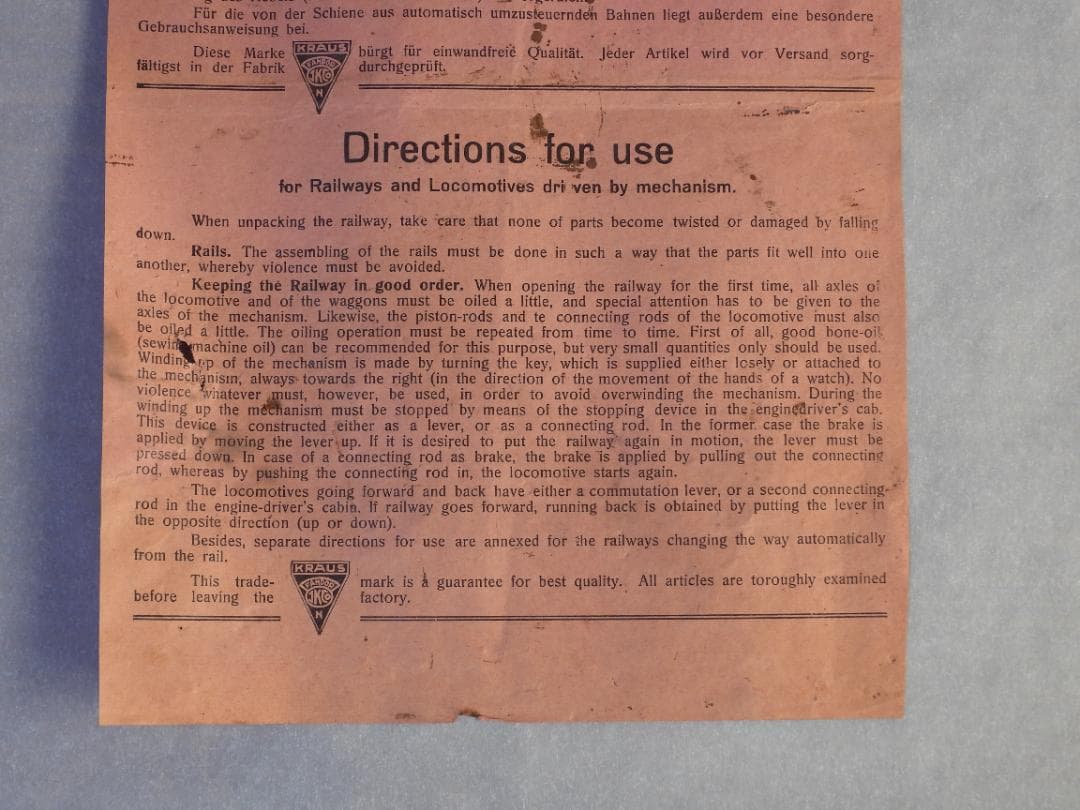 Für die von der Schiene aus automatisch umzusteuernden Bahnen liegt außerdem eine besondere
Gebrauchsanweisung bei.
Diese Marke KRAUS bürgt für einwandfreie Qualität. Jeder Artikel wird vor Versand sorg-
fältigst in der Fabrik FANDOR JKCo N durchgeprüft.
Directions for use
for Railways and Locomotives driven by mechanism.
When unpacking the railway, take care that none of parts become twisted or damaged by falling
down.
Rails. The assembling of the rails must be done in such a way that the parts fit well into one
another, whereby violence must be avoided.
Keeping the Railway in good order. When opening the railway for the first time, all axles of
the locomotive and of the waggons must be oiled a little, and special attention has to be given to the
axles of the mechanism. Likewise, the piston-rods and te connecting rods of the locomotive must also
be oiled a little. The oiling operation must be repeated from time to time. First of all, good bone-oil
(sewing machine oil) can be recommended for this purpose, but very small quantities only should be used.
Winding up of the mechanism is made by turning the key, which is supplied either losely or attached to
the mechanism, always towards the right (in the direction of the movement of the hands of a watch). No
violence whatever must, however, be used, in order to avoid overwinding the mechanism. During the
winding up the mechanism must be stopped by means of the stopping device in the enginedriver's cab.
This device is constructed either as a lever, or as a connecting rod. In the former case the brake is
applied by moving the lever up. If it is desired to put the railway again in motion, the lever must be
pressed down. In case of a connecting rod as brake, the brake is applied by pulling out the connecting
rod, whereas by pushing the connecting rod in, the locomotive starts again.
The locomotives going forward and back have either a commutation lever, or a second connecting-
rod in the engine-driver's cabin. If railway goes forward, running back is obtained by putting the lever in
the opposite direction (up or down).
Besides, separate directions for use are annexed for the railways changing the way automatically
from the rail.
This trade- KRAUS mark is a guarantee for best quality. All articles are toroughly examined
before leaving the FANDOR JKCo N factory.